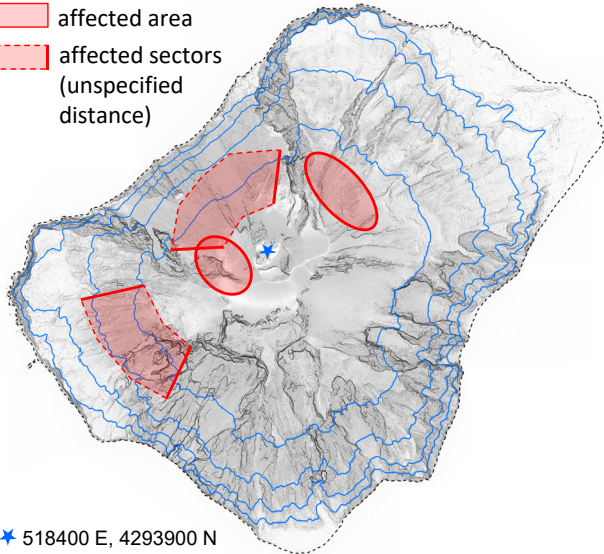 affected area
affected sectors
(unspecified
distance)
518400 E, 4293900 N